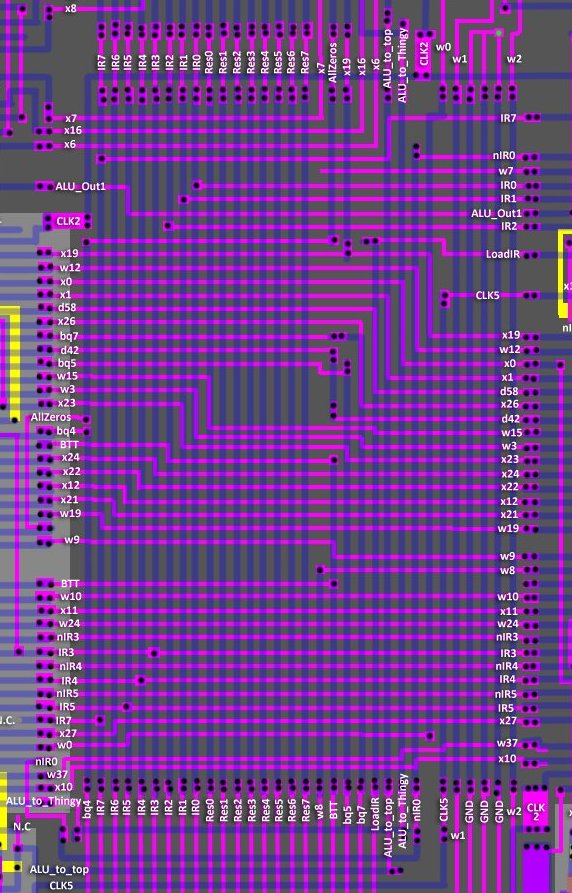 x8
IR7
IR6
IR5
IR4
IR3
IR2
IR1
IR0
Res0
Res1
Res2
Res3
Res4
Res5
Res6
Res7
x7
AllZeros
x19
x16
x6
ALU_to_top
ALU_to_Thingy
CLK2
w0
w1
w2
x7
x16
x6
IR7
nIR0
w7
ALU_Out1
IR0
IR1
ALU_Out1
CLK2
IR2
x19
LoadIR
w12
x0
x1
CLK5
d58
x26
bq7
x19
d42
w12
bq5
x0
w15
x1
w3
d58
x23
x26
AllZeros
d42
bq4
w15
BTT
w3
x24
x23
x22
x24
x12
x22
x21
x12
w19
x21
w19
w9
w9
w8
BTT
w10
w10
x11
x11
w24
w24
nIR3
nIR3
IR3
IR3
nIR4
nIR4
IR4
IR4
nIR5
nIR5
IR5
IR5
N.C.
IR7
x27
x27
w0
w37
nIR0
x10
w37
x10
ALU_to_Thingy
bq4
IR7
IR6
IR5
IR4
IR3
IR2
IR1
IR0
Res0
Res1
Res2
Res3
Res4
Res5
Res6
Res7
w8
BTT
bq5
bq7
LoadIR
ALU_to_top
ALU_to_Thingy
nIR0
CLK5
GND
GND
GND
w2
CLK
2
N.C
w1
ALU_to_top
CLK5